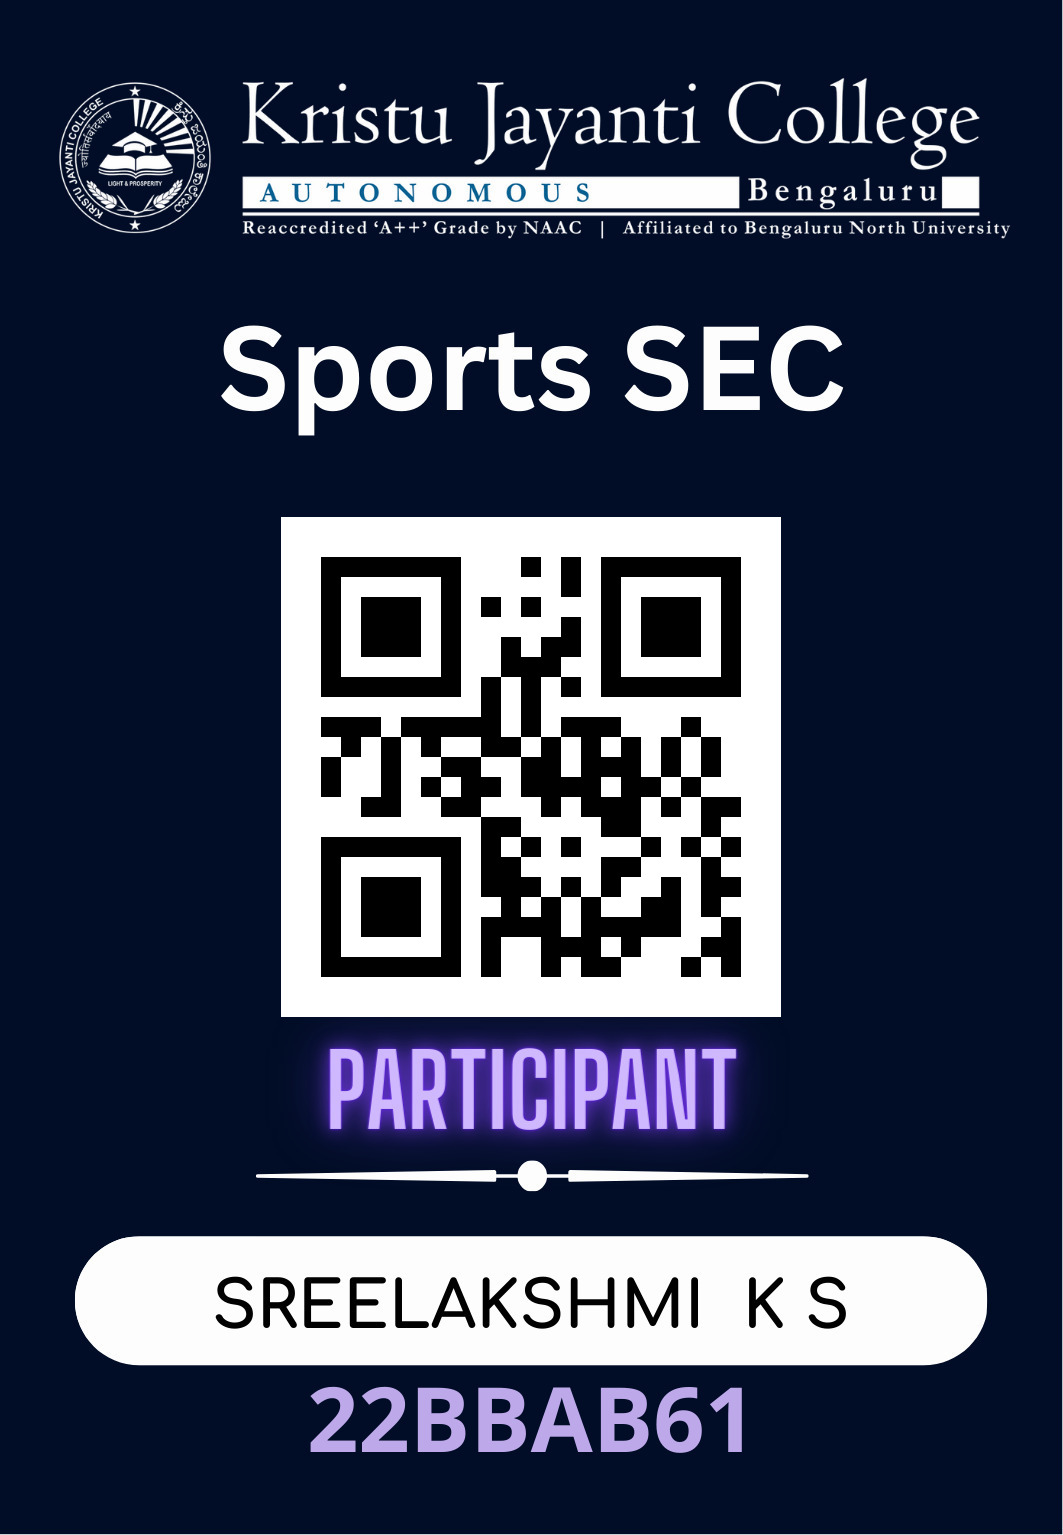 Kristu Jayanti College
AUTONOMOUS Bengaluru
Reaccredited ‘A++’ Grade by NAAC | Affiliated to Bengaluru North University
KRISTU JAYANTI COLLEGE
LIGHT & PROSPERITY
Sports SEC
PARTICIPANT
SREELAKSHMI K S
22BBAB61